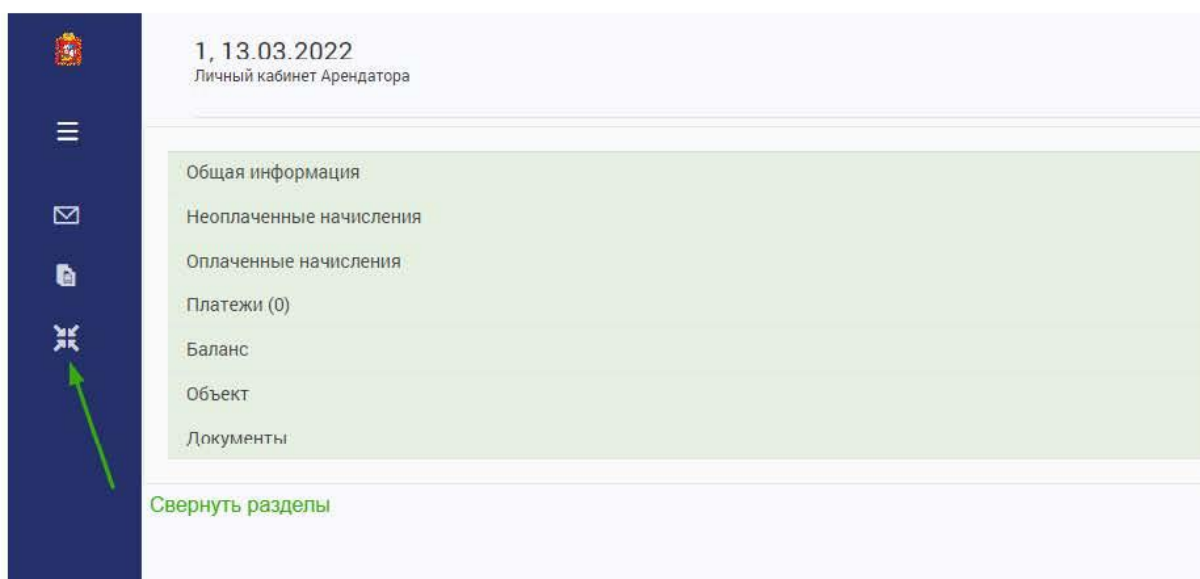 1, 13.03.2022
Личный кабинет Арендатора
Общая информация
Неоплаченные начисления
Оплаченные начисления
Платежи (0)
Баланс
Объект
Документы
Свернуть разделы